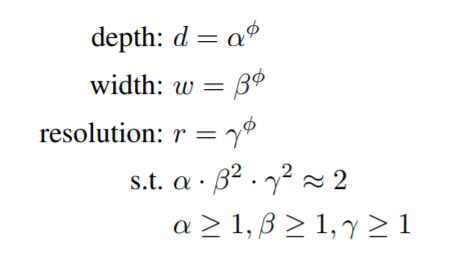 depth: d = α^ϕ
width: w = β^ϕ
resolution: r = γ^ϕ
s.t. α · β² · γ² ≈ 2
α ≥ 1, β ≥ 1, γ ≥ 1